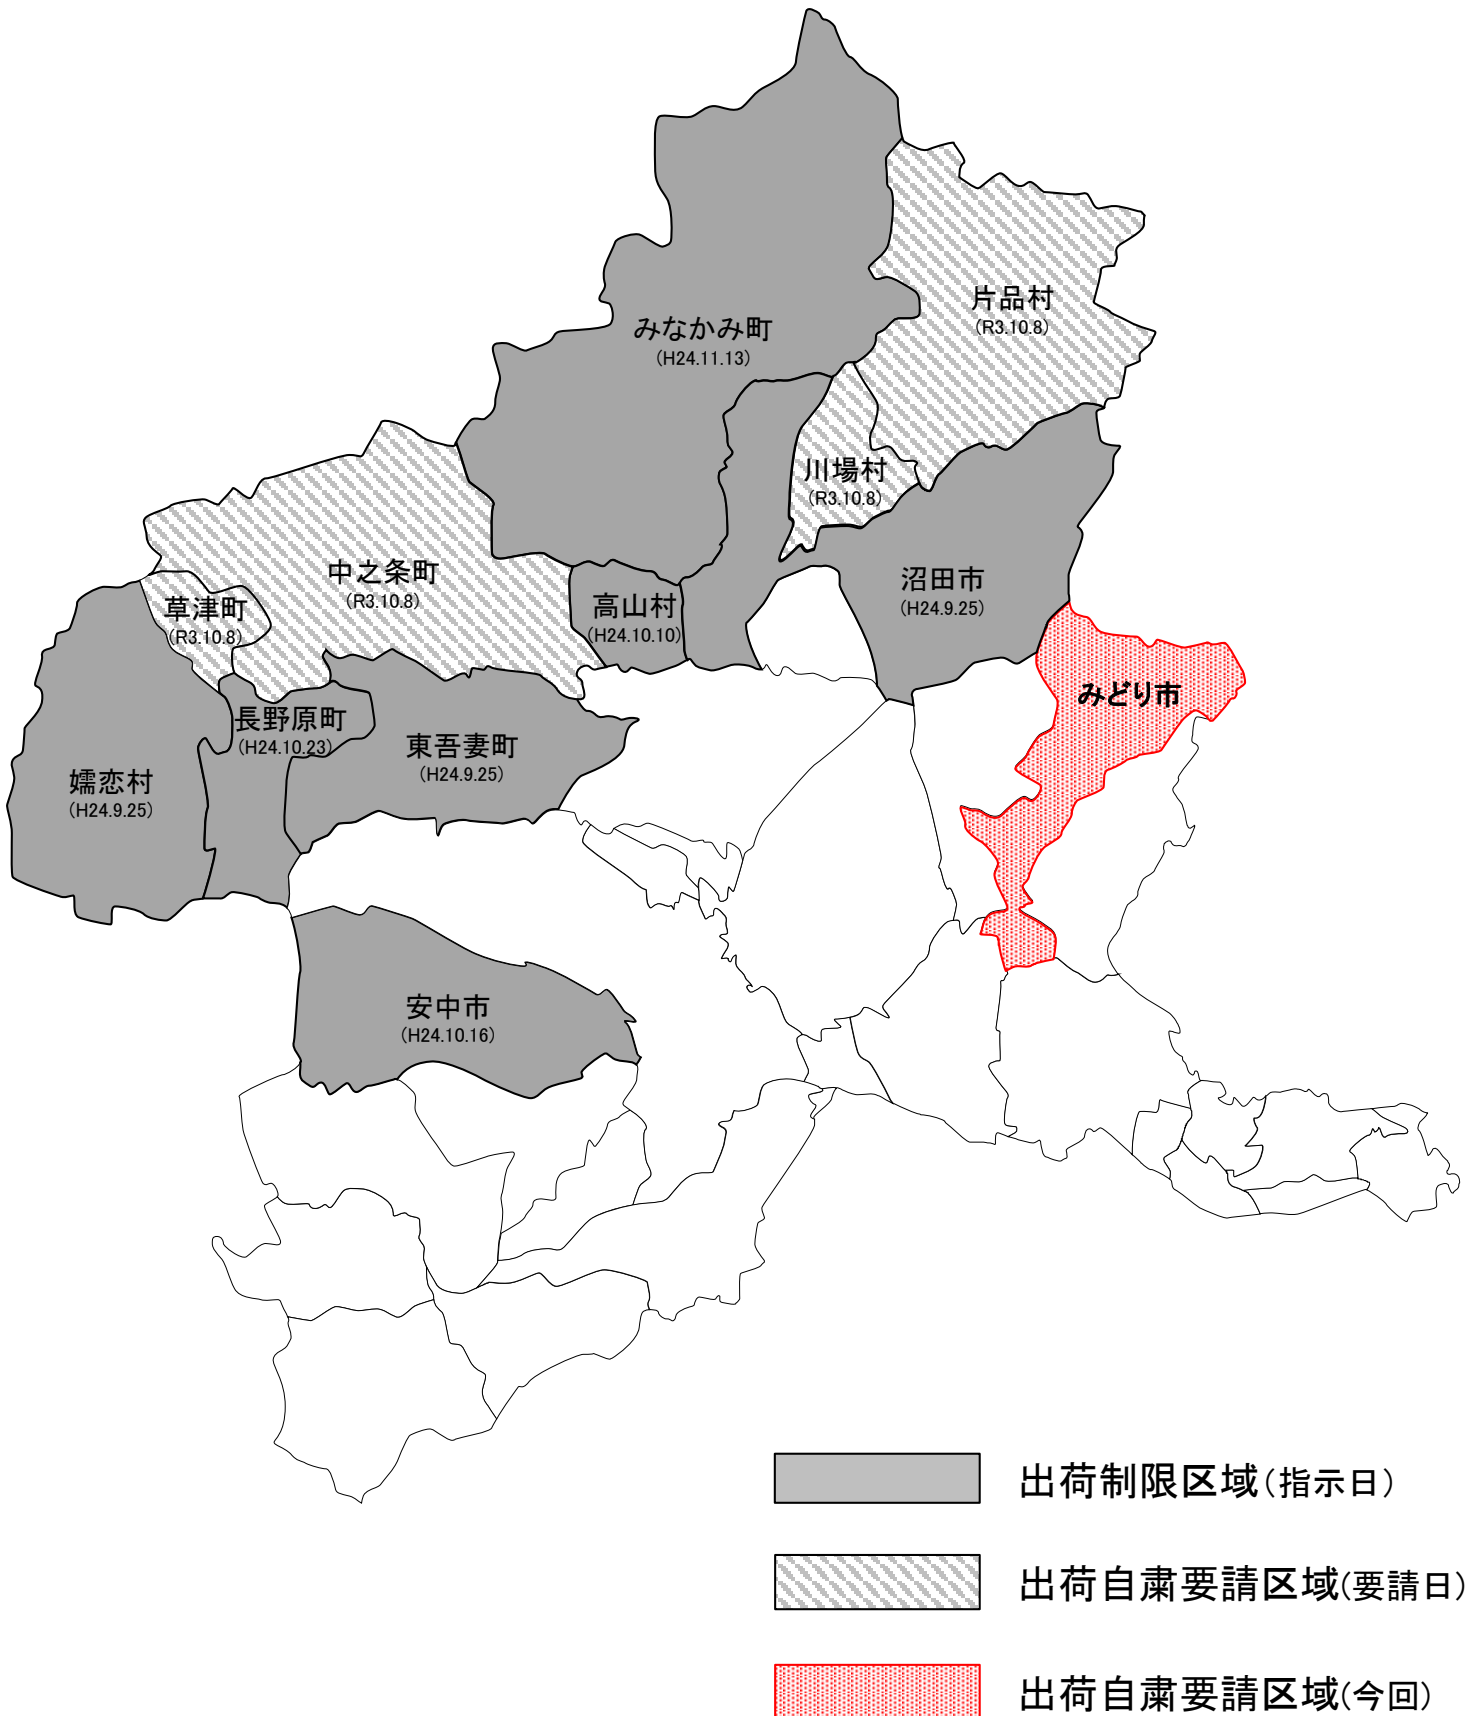 みなかみ町
(H24.11.13)
片品村
(R3.10.8)
川場村
(R3.10.8)
中之条町
(R3.10.8)
草津町
(R3.10.8)
高山村
(H24.10.10)
沼田市
(H24.9.25)
みどり市
長野原町
(H24.10.23)
東吾妻町
(H24.9.25)
嬬恋村
(H24.9.25)
安中市
(H24.10.16)
出荷制限区域(指示日)
出荷自粛要請区域(要請日)
出荷自粛要請区域(今回)